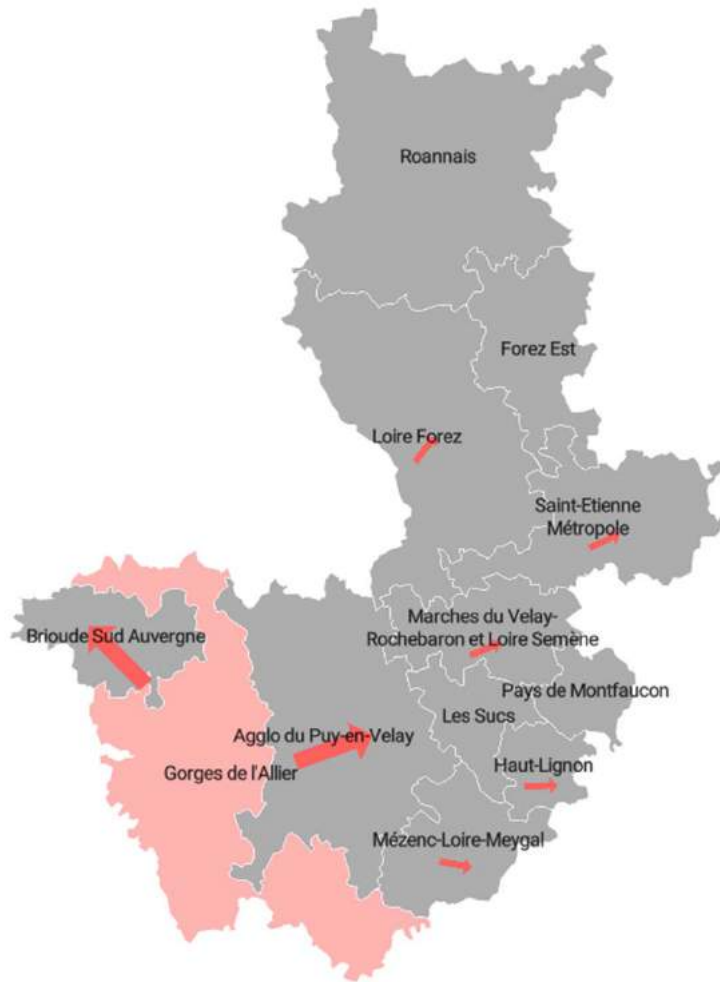 Roannais
Forez Est
Loire Forez
Saint-Etienne
Métropole
Brioude Sud Auvergne
Marches du Velay-
Rochebaron et Loire Semène
Pays de Montfaucon
Les Sucs
Agglo du Puy-en-Velay
Gorges de l'Allier
Haut-Lignon
Mézenc-Loire-Meygal